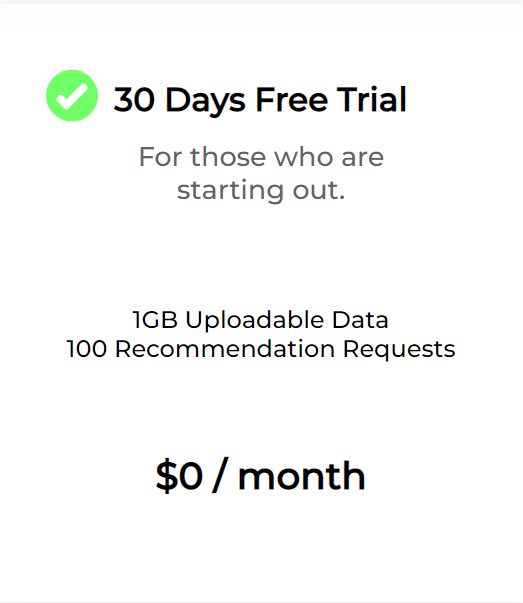 30 Days Free Trial
For those who are
starting out.
1GB Uploadable Data
100 Recommendation Requests
$0 / month